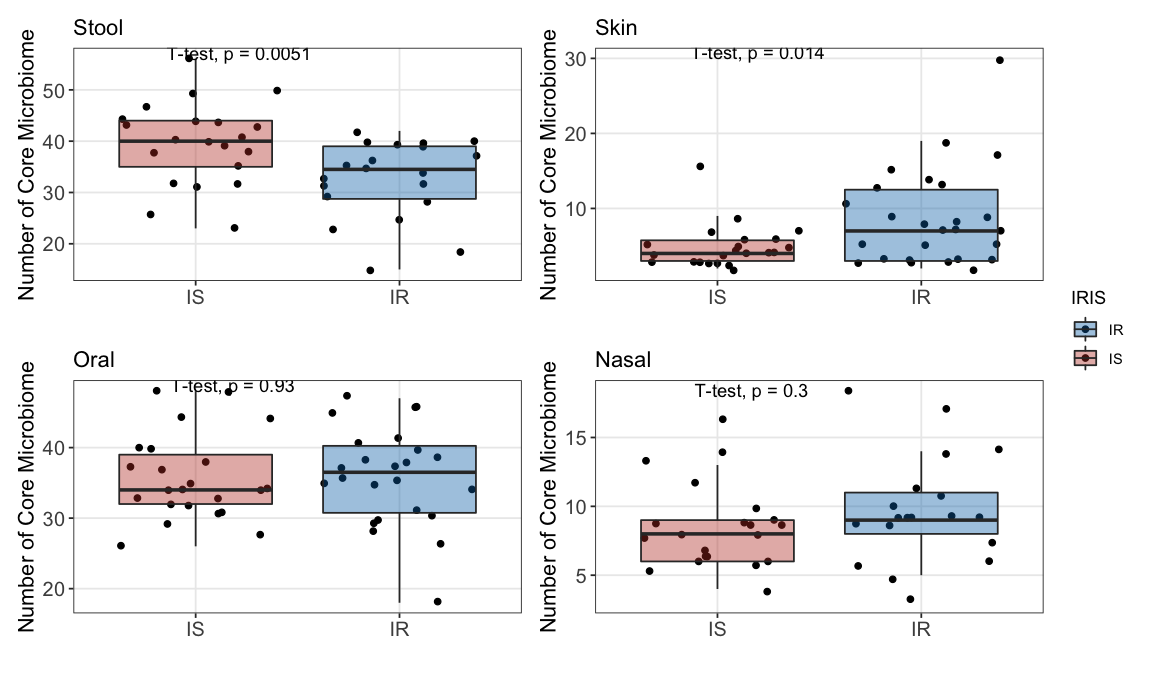 Stool
T-test, p = 0.0051
Number of Core Microbiome
50
40
30
20
IS
IR
Skin
T-test, p = 0.014
Number of Core Microbiome
30
20
10
IS
IR
Oral
T-test, p = 0.93
Number of Core Microbiome
40
30
20
IS
IR
Nasal
T-test, p = 0.3
Number of Core Microbiome
15
10
5
IS
IR
IRIS
IR
IS